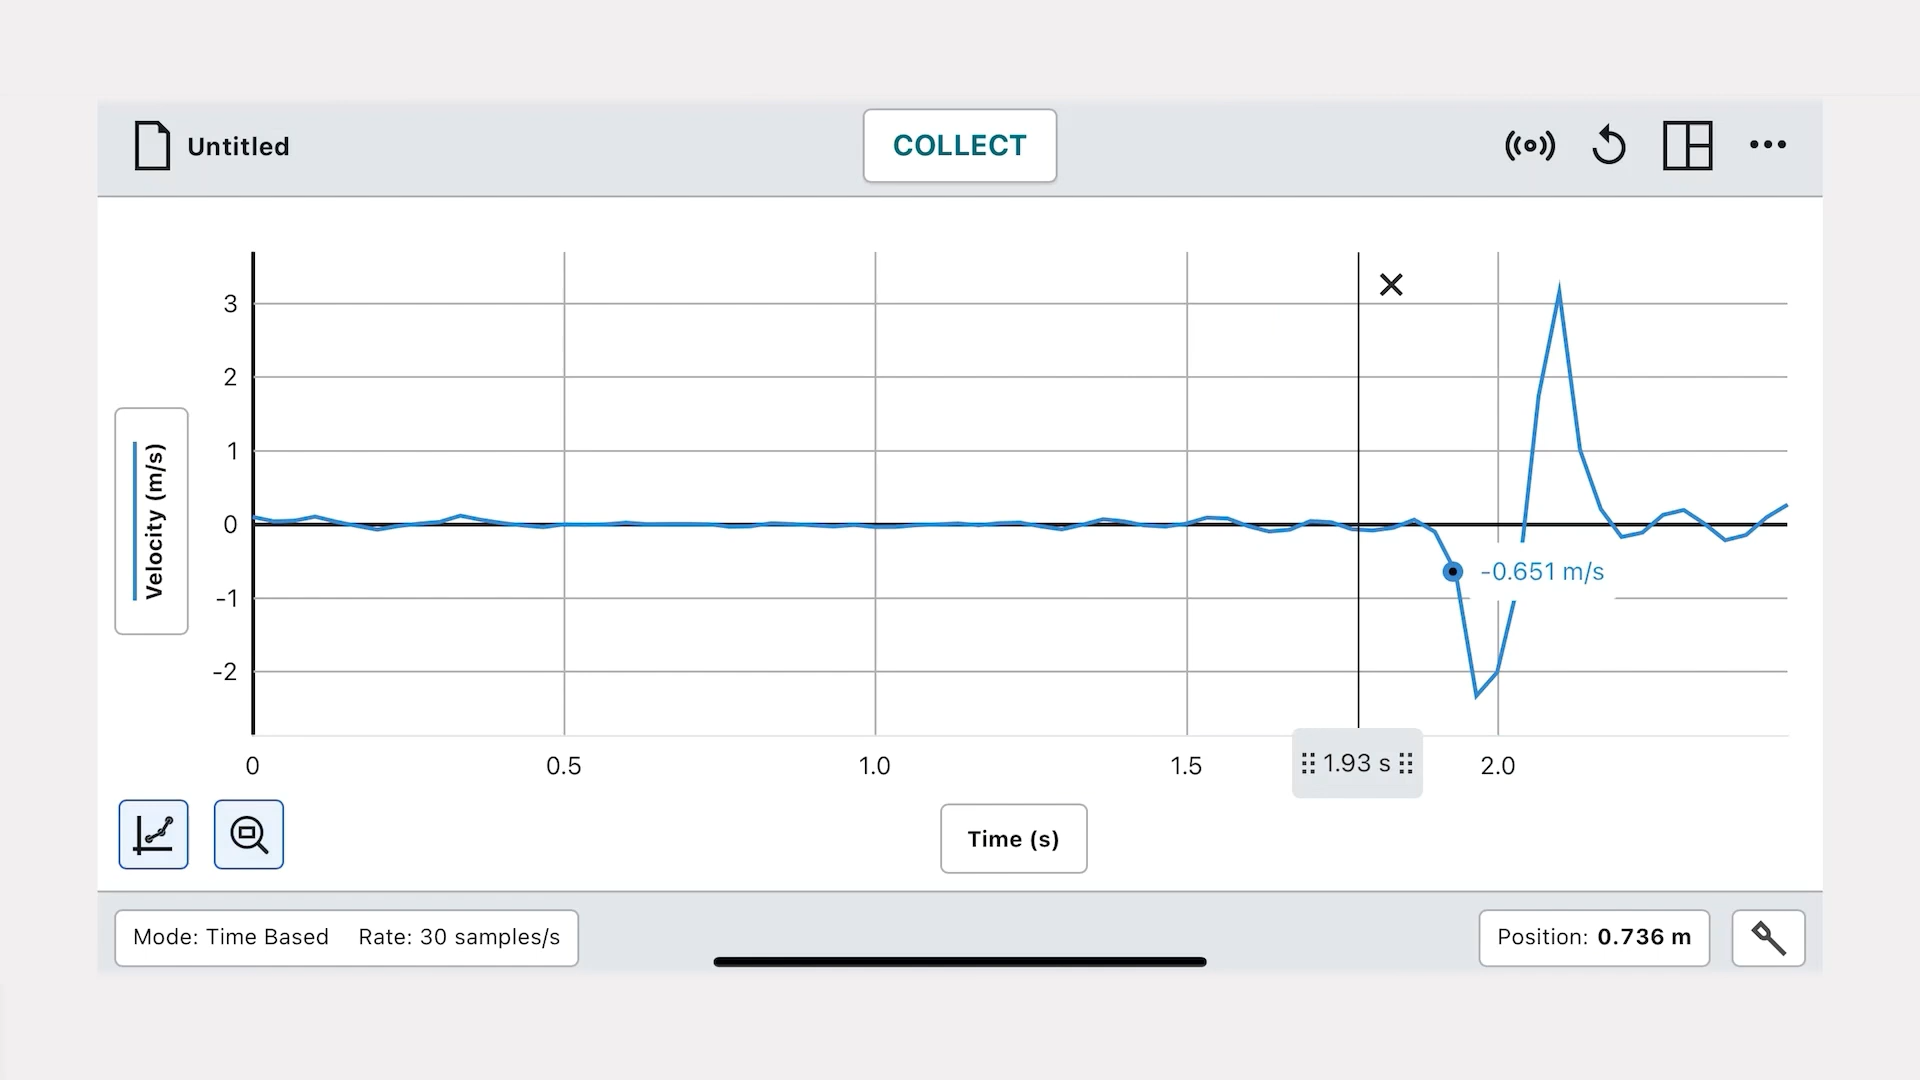 Untitled
COLLECT
3
2
1
0
-1
-2
Velocity (m/s)
-0.651 m/s
0
0.5
1.0
1.5
1.93 s
2.0
Time (s)
Mode: Time Based Rate: 30 samples/s
Position: 0.736 m